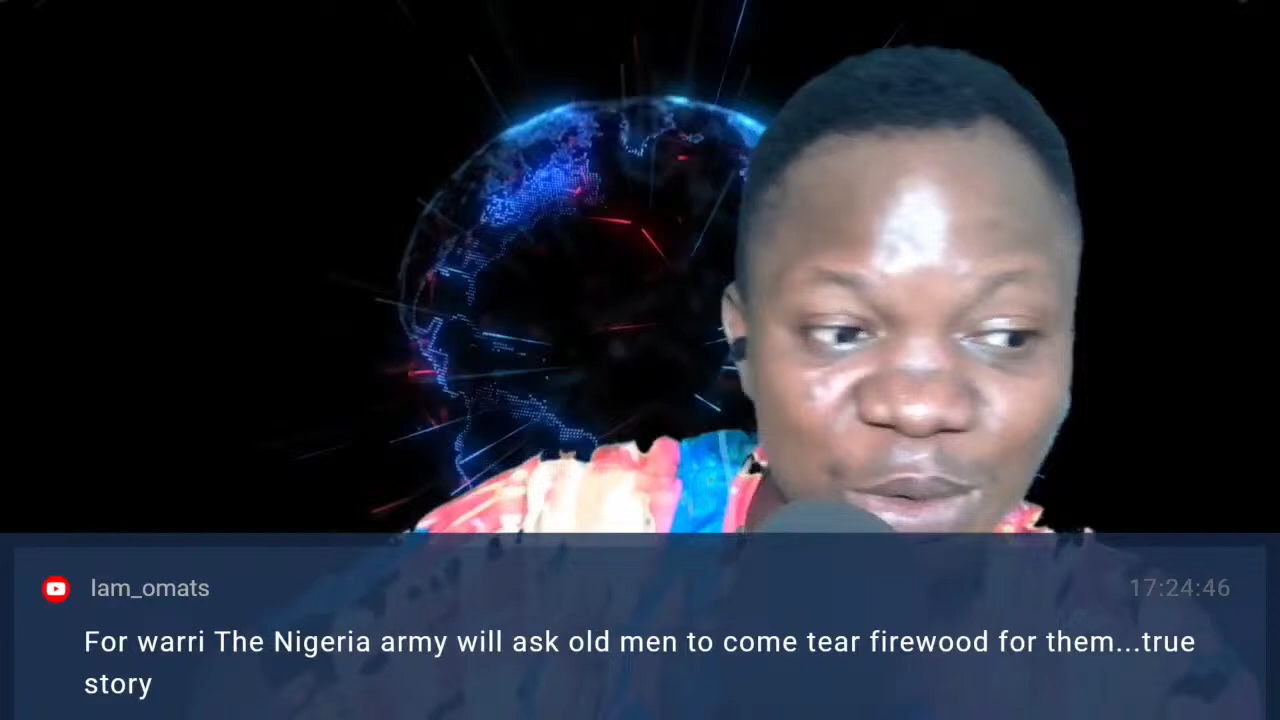 Iam_omats
17:24:46
For warri The Nigeria army will ask old men to come tear firewood for them...true
story